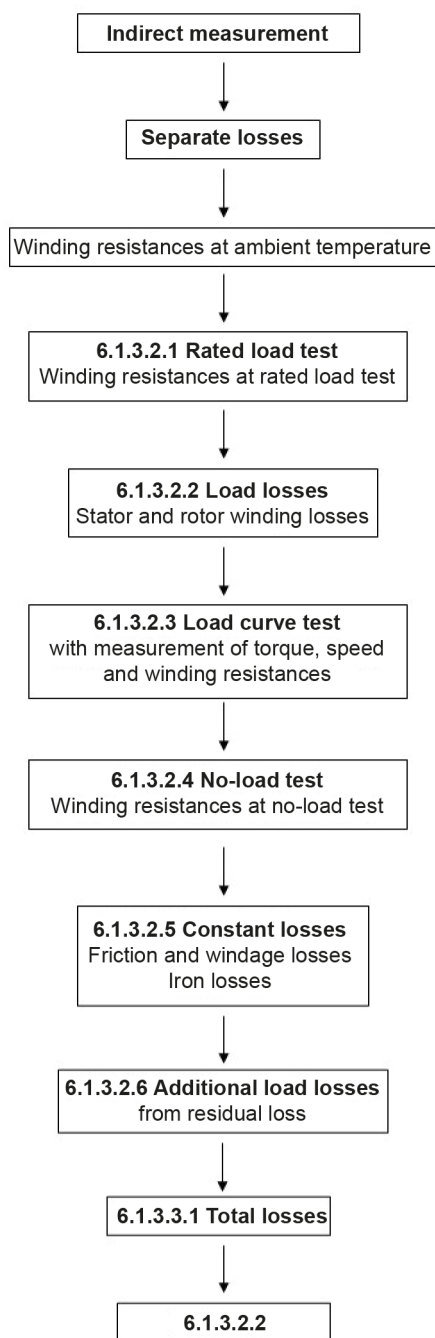 Indirect measurement
Separate losses
Winding resistances at ambient temperature
6.1.3.2.1 Rated load test
Winding resistances at rated load test
6.1.3.2.2 Load losses
Stator and rotor winding losses
6.1.3.2.3 Load curve test
with measurement of torque, speed
and winding resistances
6.1.3.2.4 No-load test
Winding resistances at no-load test
6.1.3.2.5 Constant losses
Friction and windage losses
Iron losses
6.1.3.2.6 Additional load losses
from residual loss
6.1.3.3.1 Total losses
6.1.3.2.2